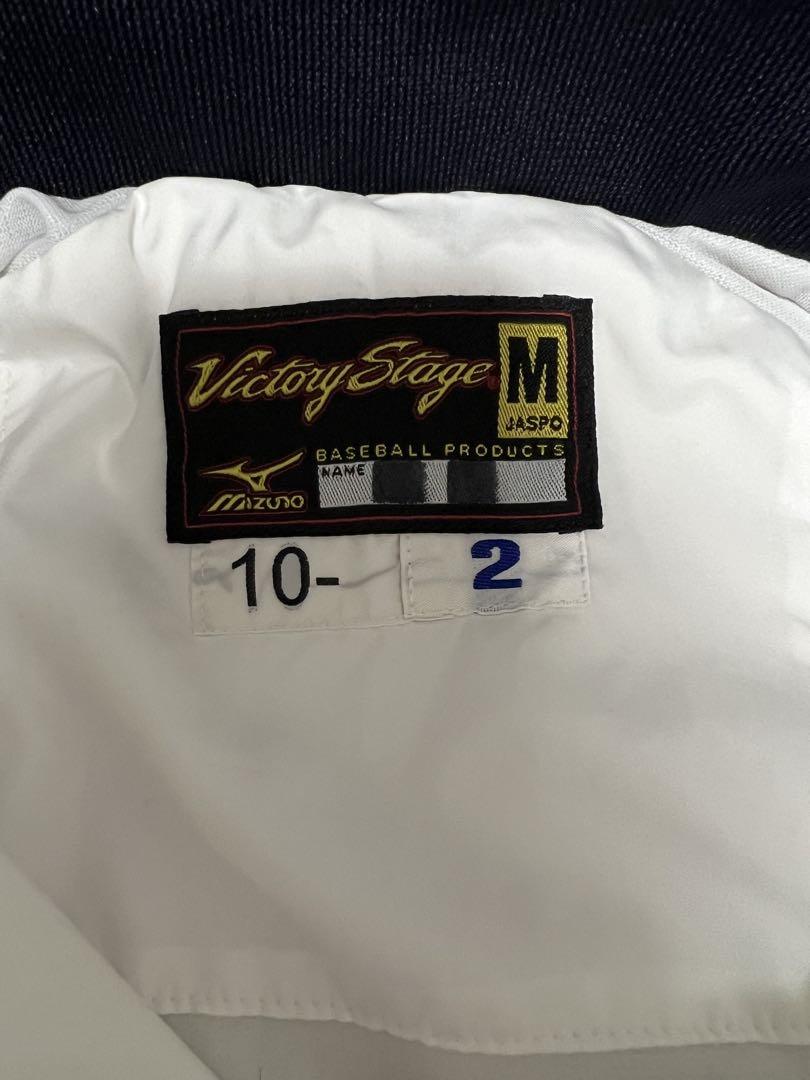 Victory Stage
M
JASPO
BASEBALL PRODUCTS
NAME
MIZUNO
10-
2